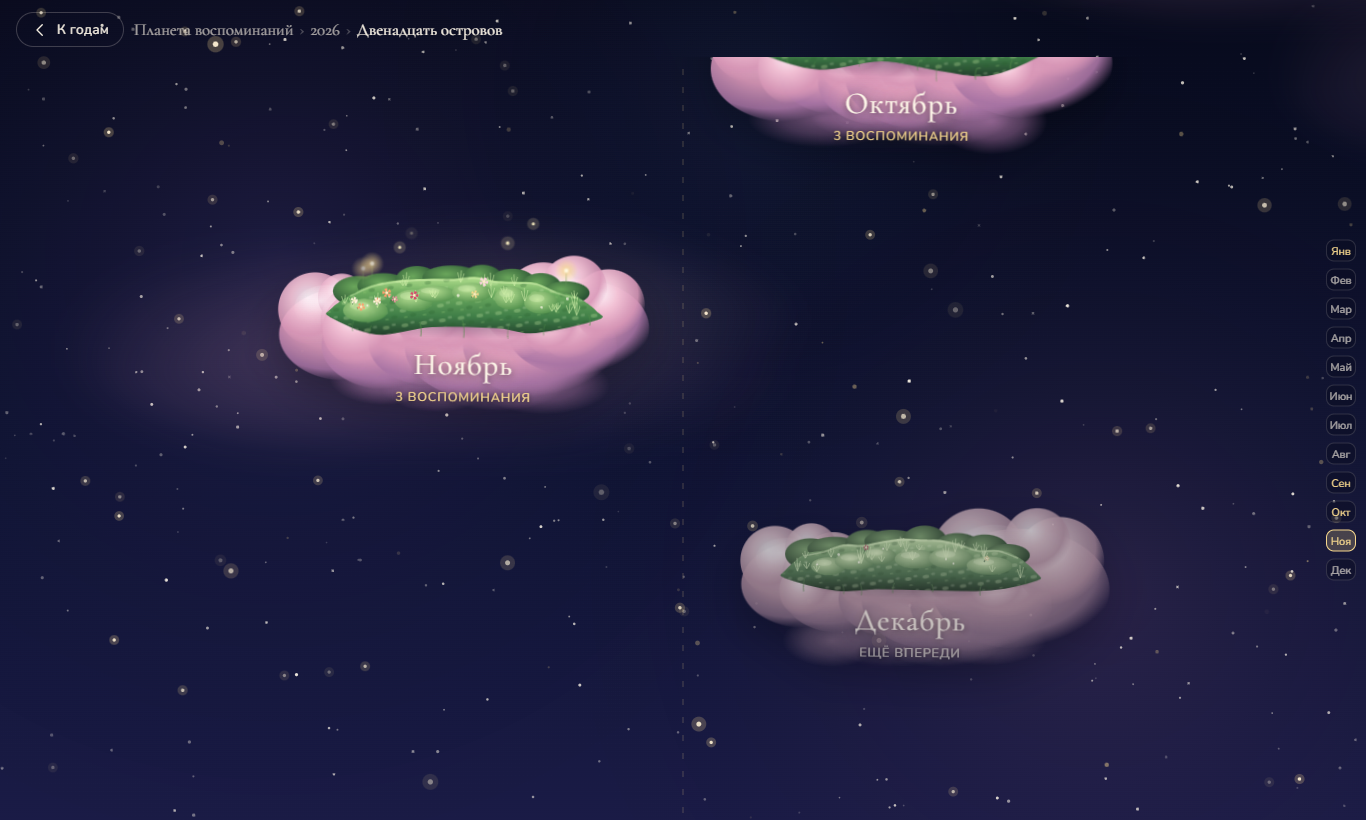 К годам
Планета воспоминаний › 2026 › Двенадцать островов
Октябрь
3 ВОСПОМИНАНИЯ
Ноябрь
3 ВОСПОМИНАНИЯ
Декабрь
ЕЩЁ ВПЕРЕДИ
Янв
Фев
Мар
Апр
Май
Июн
Июл
Авг
Сен
Окт
Ноя
Дек